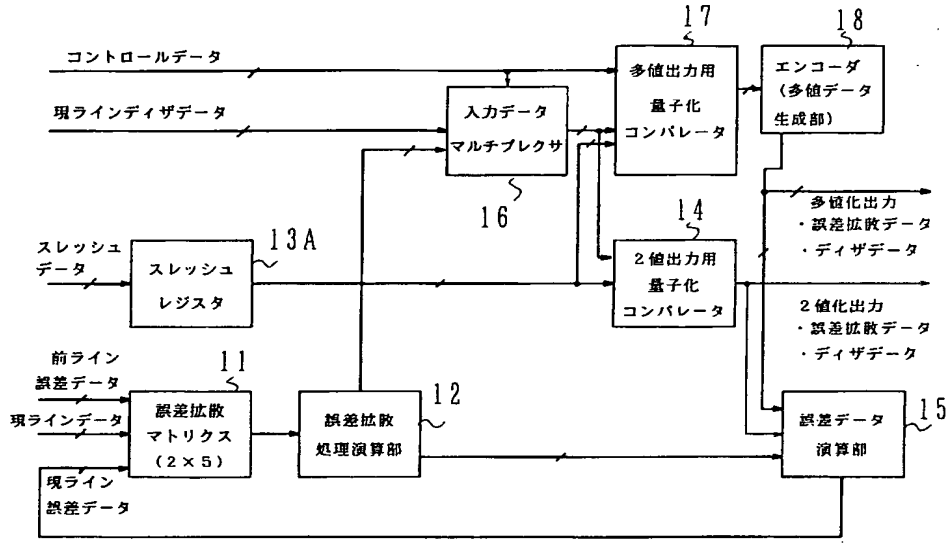 コントロールデータ
現ラインディザデータ
入力データ
マルチプレクサ
16
17
多値出力用
量子化
コンパレータ
18
エンコーダ
(多値データ
生成部)
多値化出力
・誤差拡散データ
・ディザデータ
スレッシュ
データ
13A
スレッシュ
レジスタ
14
2値出力用
量子化
コンパレータ
2値化出力
・誤差拡散データ
・ディザデータ
前ライン
誤差データ
現ラインデータ
現ライン
誤差データ
11
誤差拡散
マトリクス
(2×5)
12
誤差拡散
処理演算部
15
誤差データ
演算部